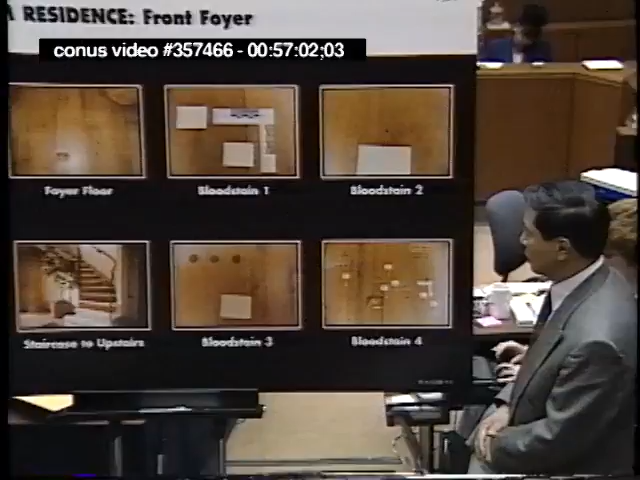 RESIDENCE: Front Foyer
conus video #357466 - 00:57:02;03
Foyer Floor
Bloodstain 1
Bloodstain 2
Staircase to Upstairs
Bloodstain 3
Bloodstain 4